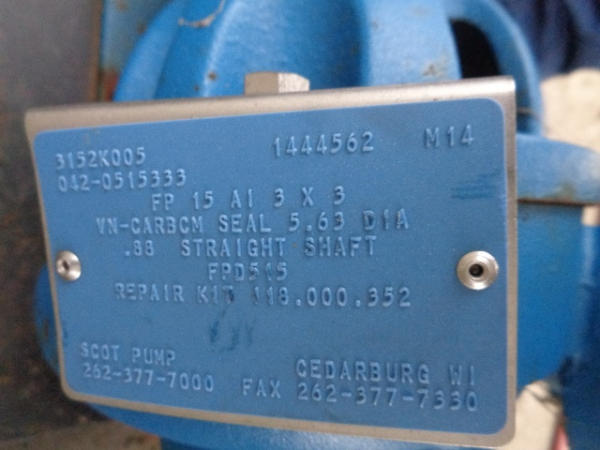 3152K005 1444562 M14
042-0515333
FP 15 AI 3 X 3
VN-CARBCM SEAL 5.63 DIA
.88 STRAIGHT SHAFT
FPD515
REPAIR KIT 118.000.352
SCOT PUMP CEDARBURG WI
262-377-7000 FAX 262-377-7330